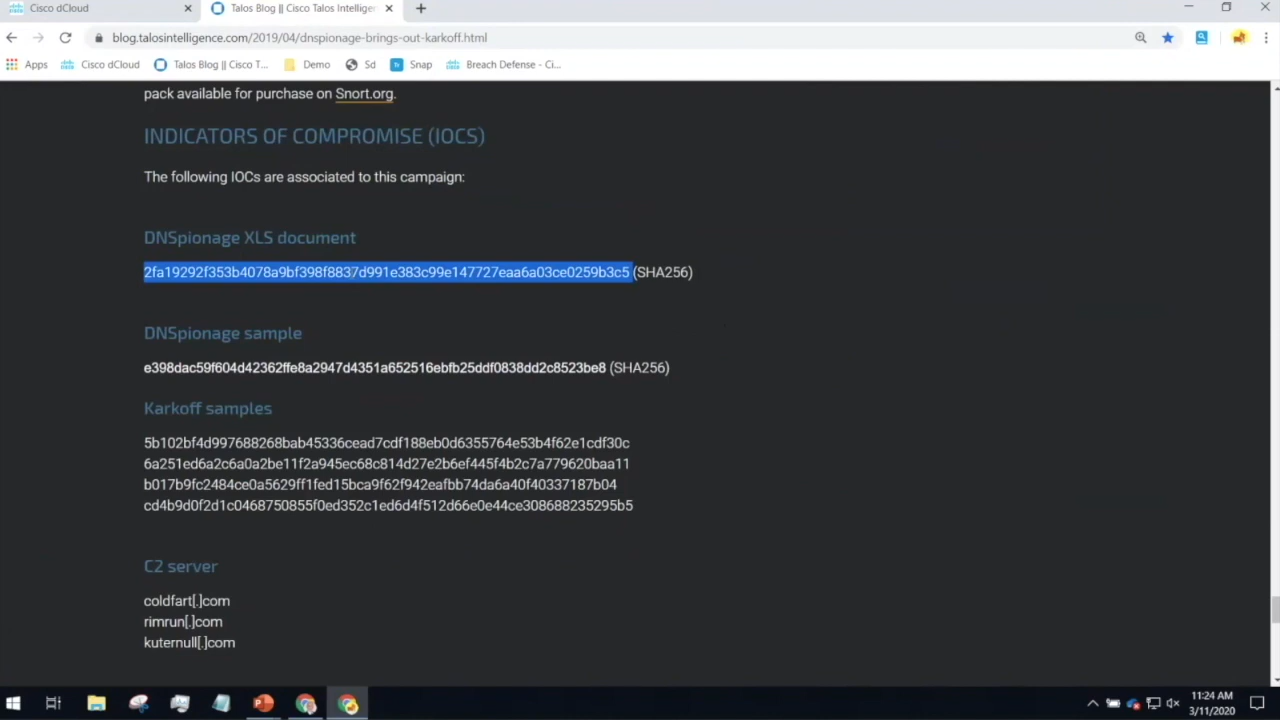 Cisco dCloud
Talos Blog || Cisco Talos Intelligen
blog.talosintelligence.com/2019/04/dnspionage-brings-out-karkoff.html
Apps
Cisco dCloud
Talos Blog || Cisco T...
Demo
Sd
Snap
Breach Defense - Ci...
pack available for purchase on Snort.org.
INDICATORS OF COMPROMISE (IOCS)
The following IOCs are associated to this campaign:
DNSpionage XLS document
2fa19292f353b4078a9bf398f8837d991e383c99e147727eaa6a03ce0259b3c5 (SHA256)
DNSpionage sample
e398dac59f604d42362ffe8a2947d4351a652516ebfb25ddf0838dd2c8523be8 (SHA256)
Karkoff samples
5b102bf4d997688268bab45336cead7cdf188eb0d6355764e53b4f62e1cdf30c
6a251ed6a2c6a0a2be11f2a945ec68c814d27e2b6ef445f4b2c7a779620baa11
b017b9fc2484ce0a5629ff1fed15bca9f62f942eafbb74da6a40f40337187b04
cd4b9d0f2d1c0468750855f0ed352c1ed6d4f512d66e0e44ce308688235295b5
C2 server
coldfart[.]com
rimrun[.]com
kuternull[.]com
11:24 AM
3/11/2020